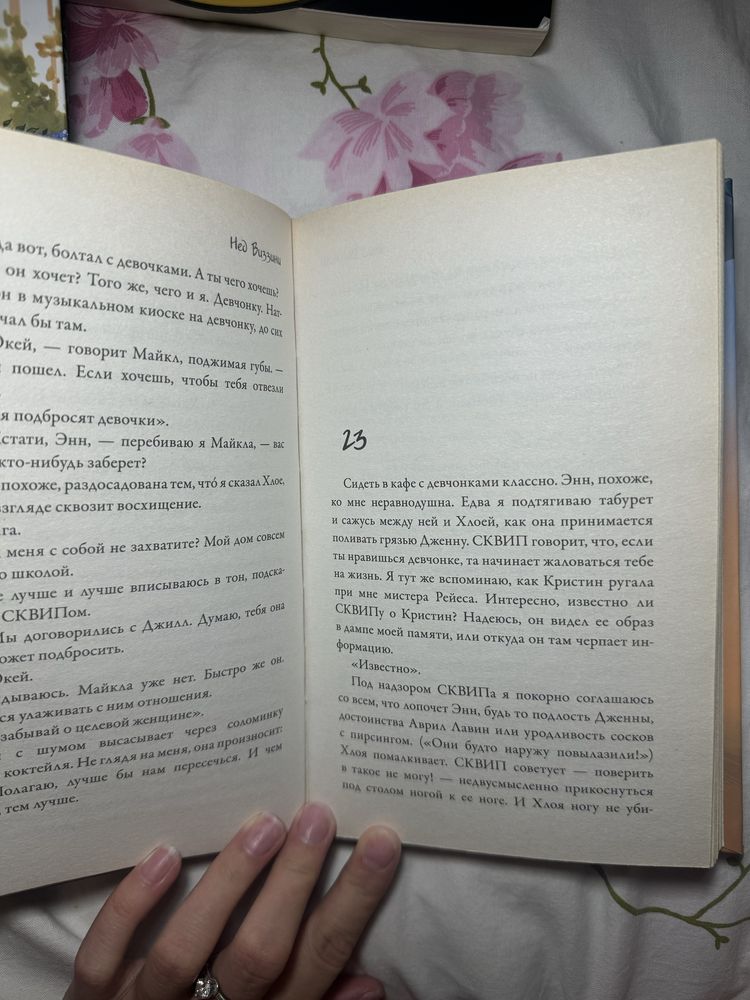 Нед Виззини
да вот, болтал с девочками. А ты чего хочешь?
он хочет? Того же, чего и я. Девчонку. Нат-
он в музыкальном киоске на девчонку, до сих
чал бы там.
Окей, — говорит Майкл, поджимая губы. —
пошел. Если хочешь, чтобы тебя отвезли
я подбросят девочки».
стати, Энн, — перебиваю я Майкла, — вас
кто-нибудь заберет?
похоже, раздосадована тем, что́ я сказал Хлое,
взгляде сквозит восхищение.
ага.
меня с собой не захватите? Мой дом совсем
о школой.
е лучше и лучше вписываюсь в тон, подска-
СКВИПом.
Мы договорились с Джилл. Думаю, тебя она
ожет подбросить.
Окей.
дываюсь. Майкла уже нет. Быстро же он.
ся улаживать с ним отношения.
забывай о целевой женщине».
с шумом высасывает через соломинку
коктейля. Не глядя на меня, она произносит:
Полагаю, лучше бы нам пересечься. И чем
, тем лучше.
23
Сидеть в кафе с девчонками классно. Энн, похоже,
ко мне неравнодушна. Едва я подтягиваю табурет
и сажусь между ней и Хлоей, как она принимается
поливать грязью Дженну. СКВИП говорит, что, если
ты нравишься девчонке, та начинает жаловаться тебе
на жизнь. Я тут же вспоминаю, как Кристин ругала
при мне мистера Рейеса. Интересно, известно ли
СКВИПу о Кристин? Надеюсь, он видел ее образ
в дампе моей памяти, или откуда он там черпает ин-
формацию.
«Известно».
Под надзором СКВИПа я покорно соглашаюсь
со всем, что лопочет Энн, будь то подлость Дженны,
достоинства Аврил Лавин или уродливость сосков
с пирсингом. («Они будто наружу повылазили!»)
Хлоя помалкивает. СКВИП советует — поверить
в такое не могу! — недвусмысленно прикоснуться
под столом ногой к ее ноге. И Хлоя ногу не уби-